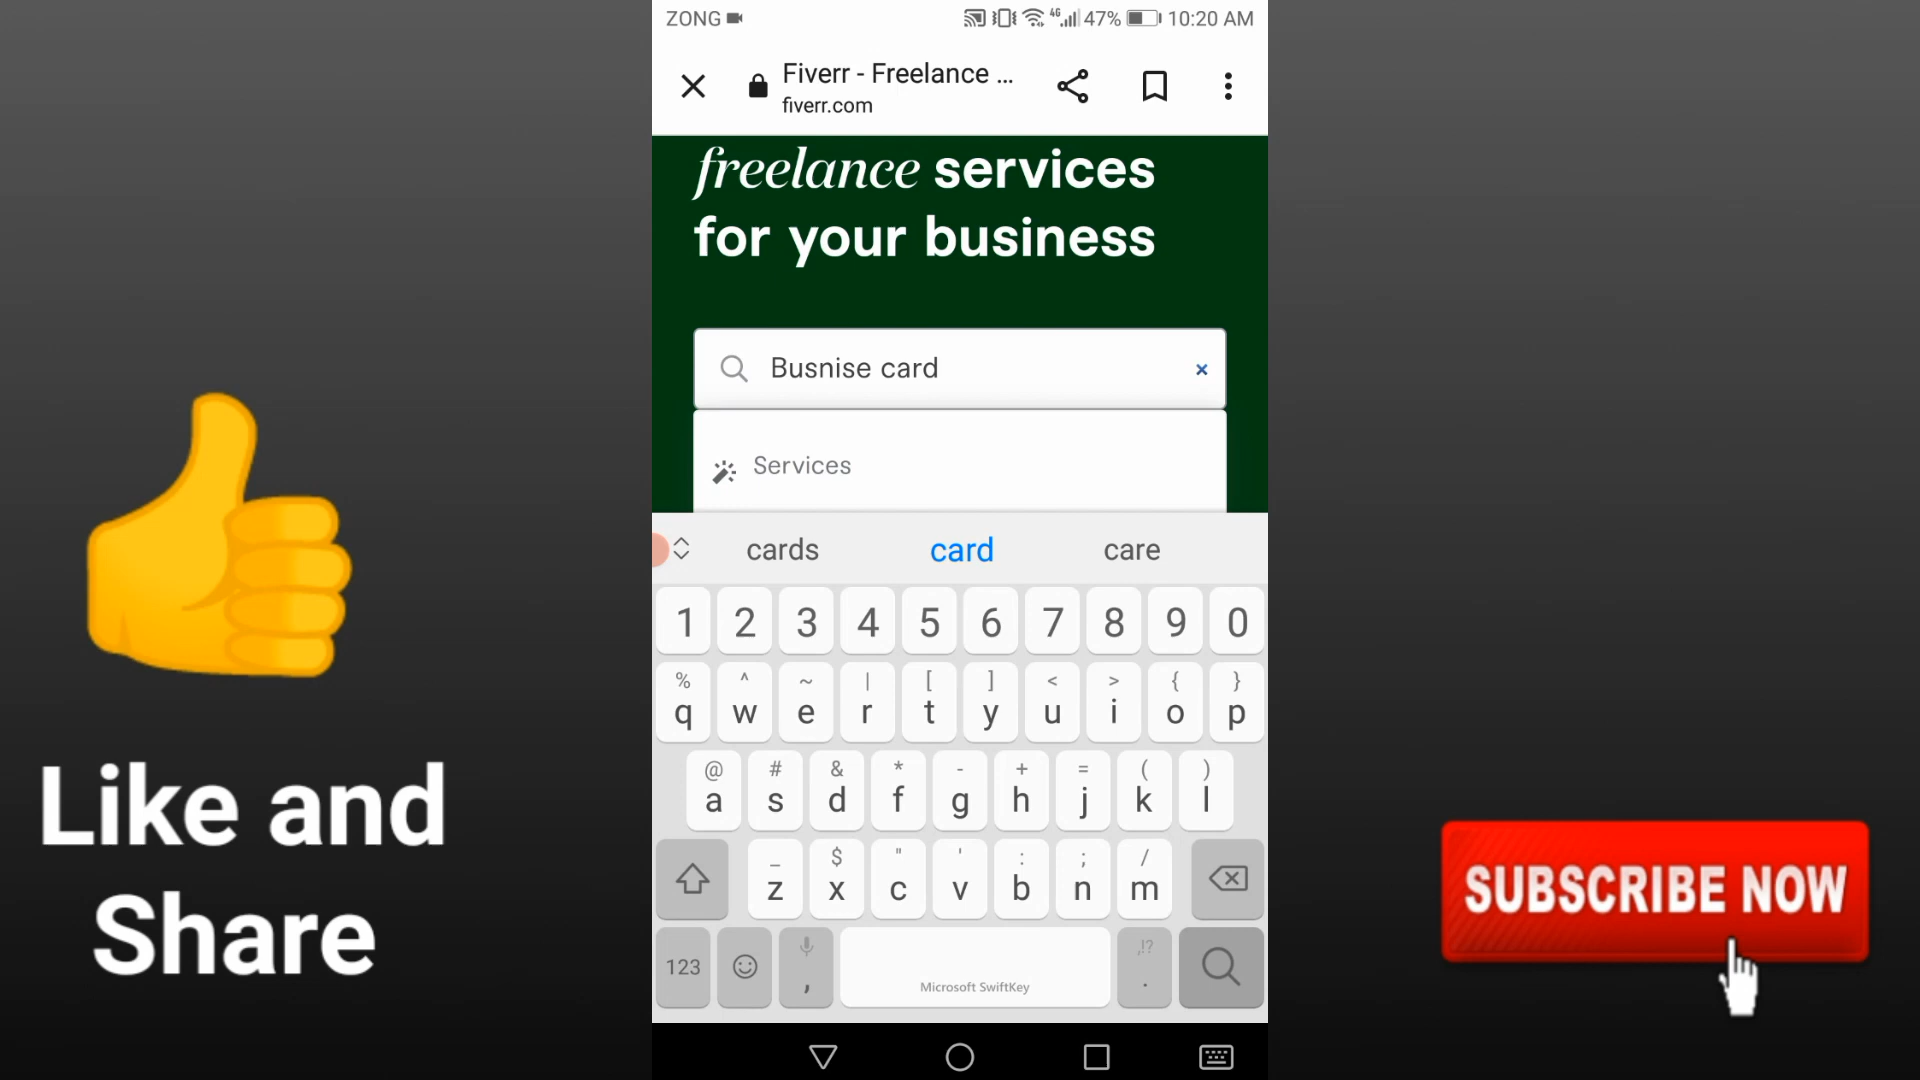 ZONG
4G
47%
10:20 AM
Fiverr - Freelance ...
fiverr.com
freelance services
for your business
Busnise card
×
Services
cards card care
1 2 3 4 5 6 7 8 9 0
% ^ ~ | [ ] < > { }
q w e r t y u i o p
@ # & * - + = ( )
a s d f g h j k l
_ $ " ' : ; /
z x c v b n m
123 , ,!? .
Microsoft SwiftKey
Like and
Share
SUBSCRIBE NOW